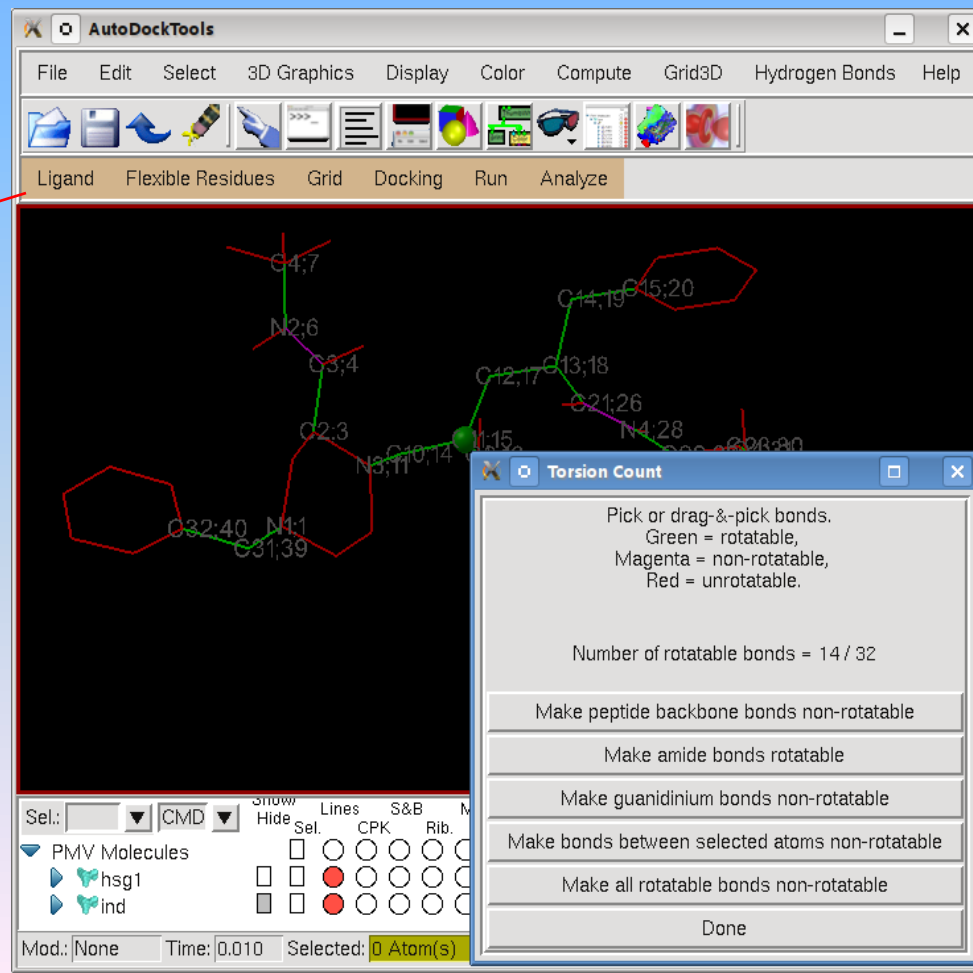 AutoDockTools
File Edit Select 3D Graphics Display Color Compute Grid3D Hydrogen Bonds Help
>>>_
Ligand Flexible Residues Grid Docking Run Analyze
C4;7
N2;6
C3;4
C2;3
N3;11
C10;14
C12;17
C13;18
C14;19
C15;20
C21;26
N4;28
C32;40
N1;1
C31;39
Torsion Count
Pick or drag-&-pick bonds.
Green = rotatable,
Magenta = non-rotatable,
Red = unrotatable.
Number of rotatable bonds = 14 / 32
Make peptide backbone bonds non-rotatable
Make amide bonds rotatable
Make guanidinium bonds non-rotatable
Make bonds between selected atoms non-rotatable
Make all rotatable bonds non-rotatable
Done
Sel.: CMD
Show/ Lines S&B
Hide Sel. CPK Rib.
PMV Molecules
hsg1
ind
Mod.: None Time: 0.010 Selected: 0 Atom(s)